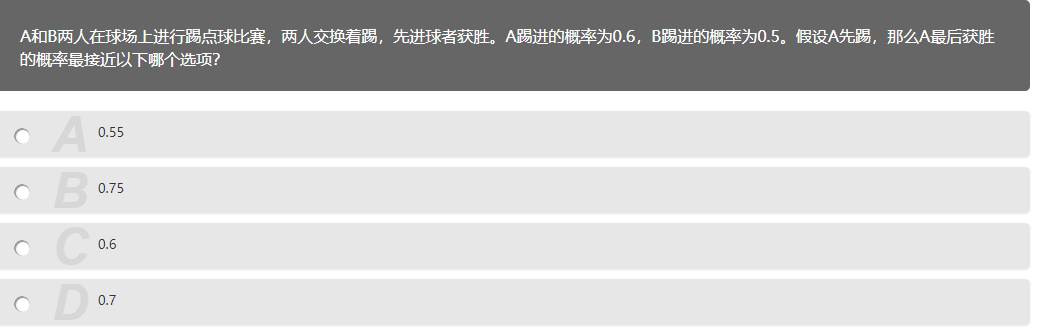 A和B两人在球场上进行踢点球比赛，两人交换着踢，先进球者获胜。A踢进的概率为0.6，B踢进的概率为0.5。假设A先踢，那么A最后获胜
的概率最接近以下哪个选项?
A 0.55
B 0.75
C 0.6
D 0.7